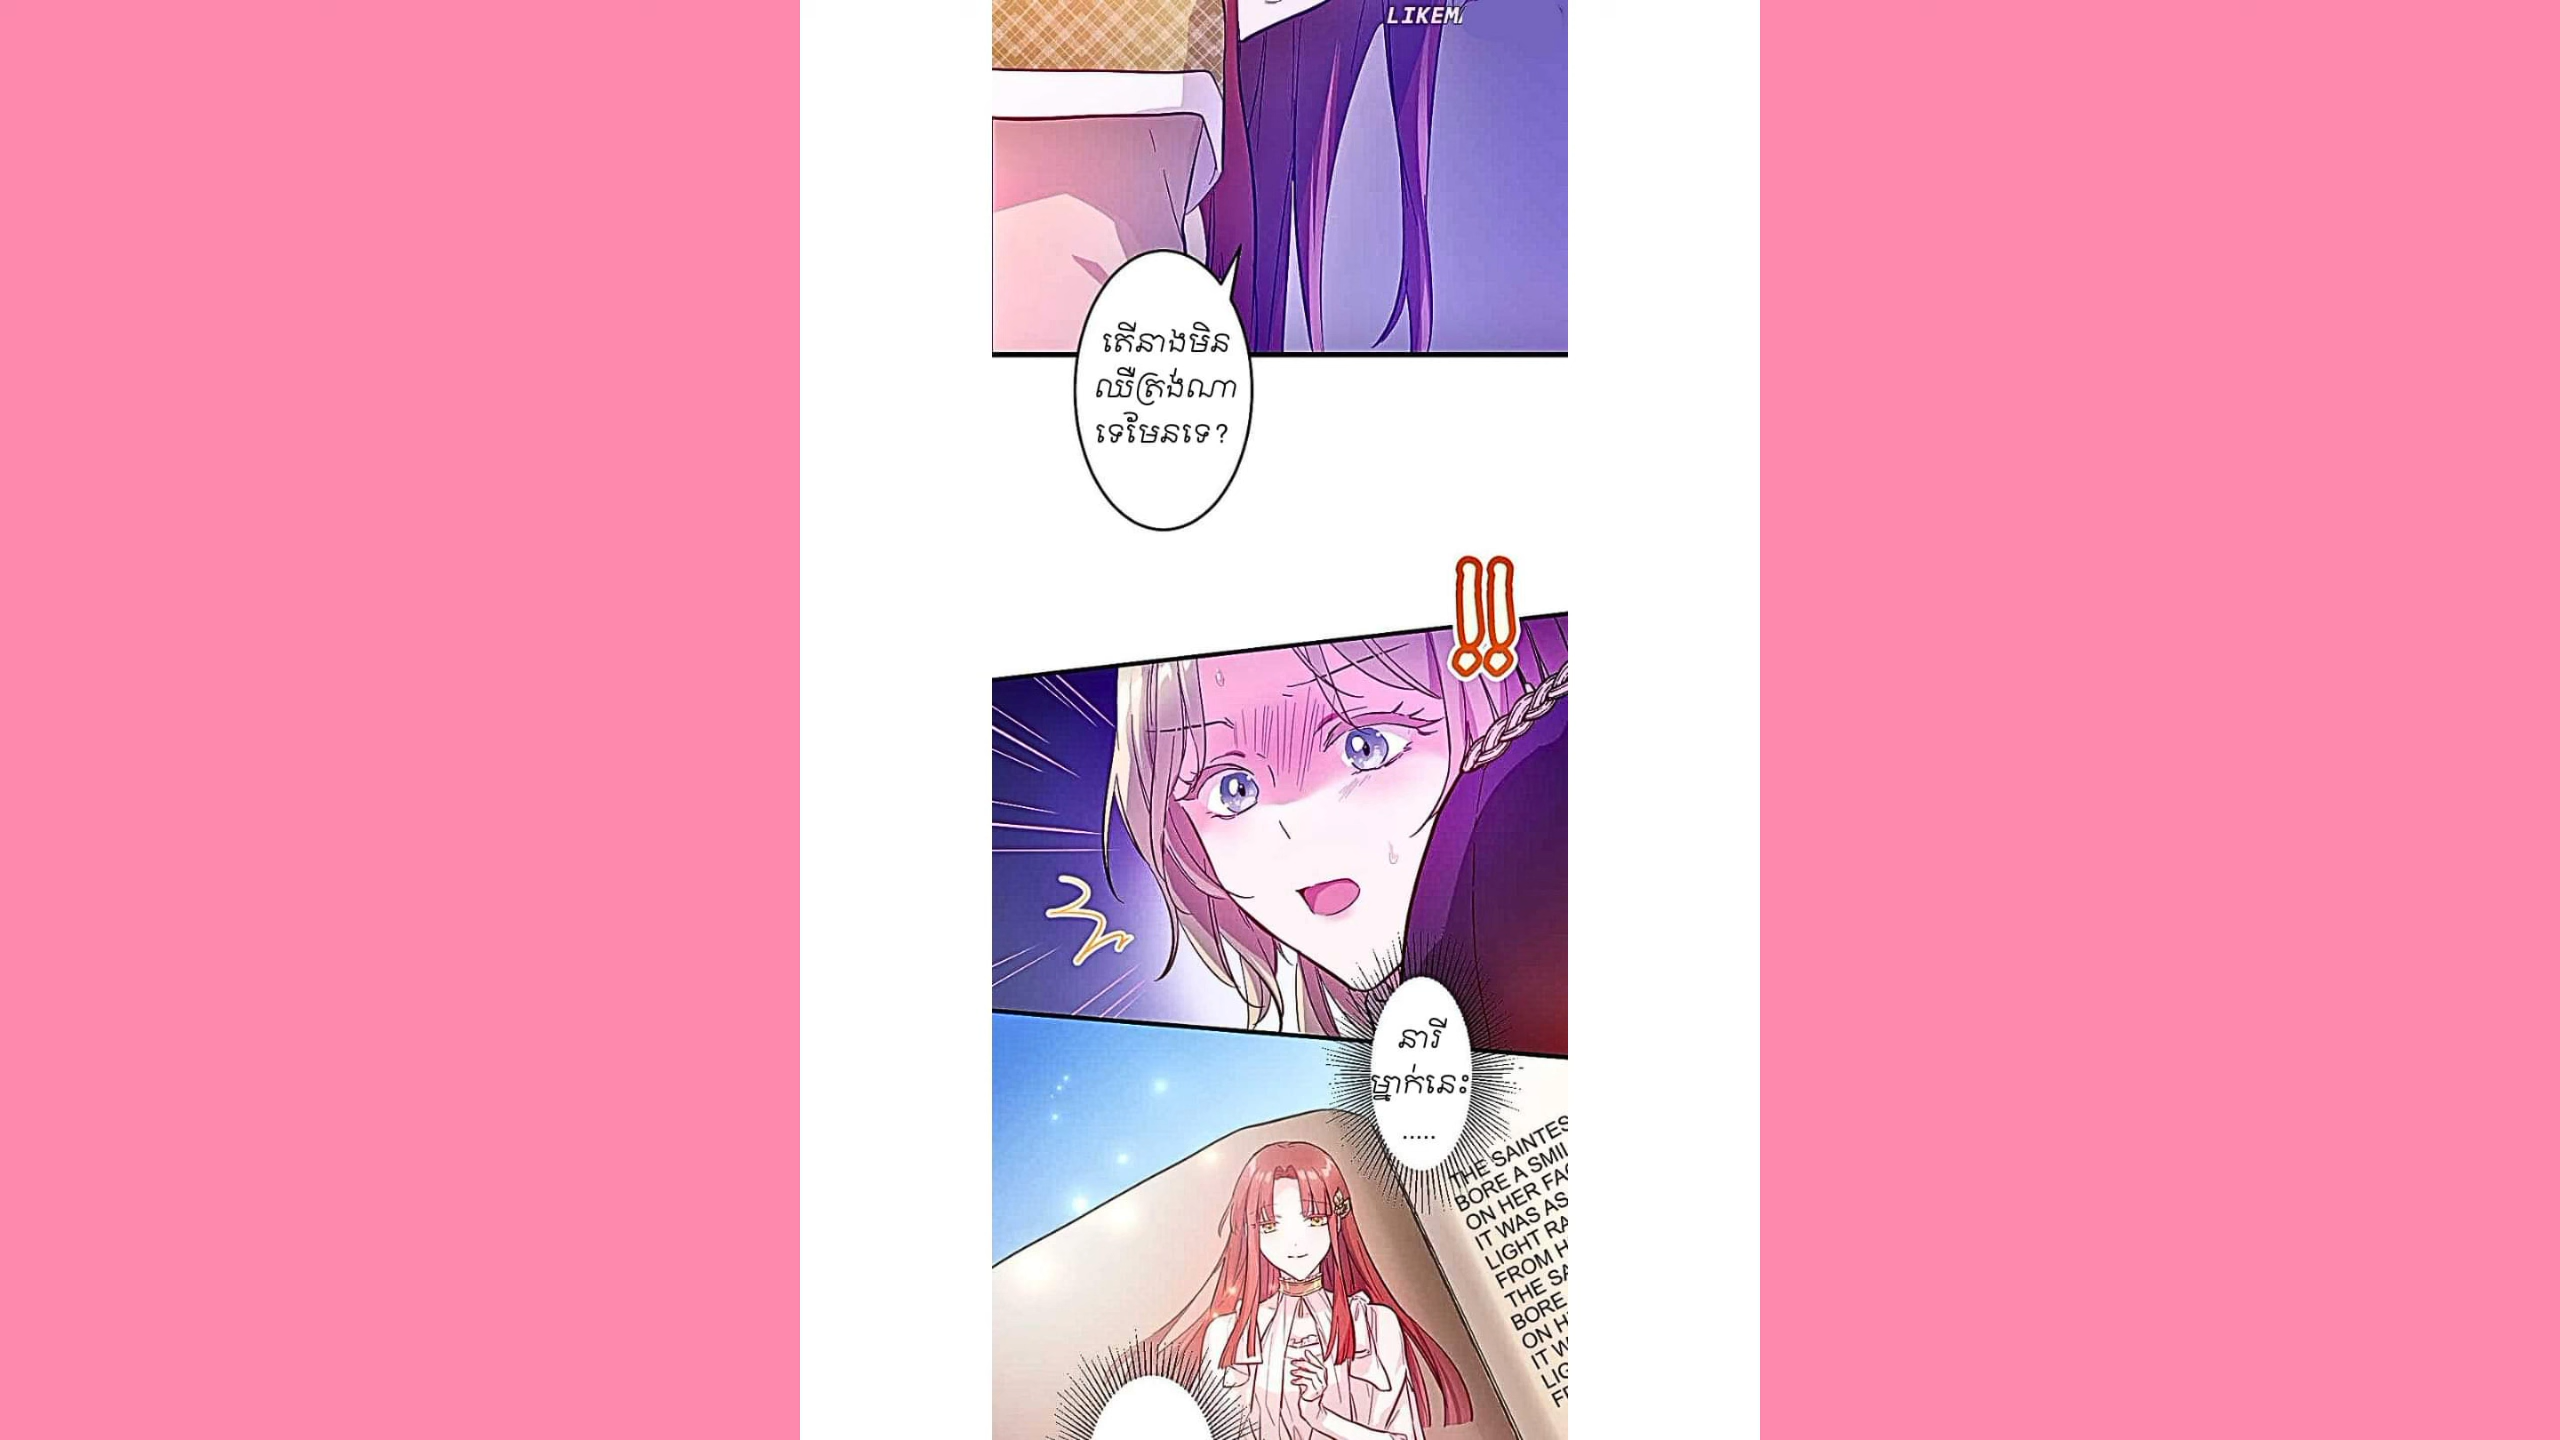 LIKEM
តើនាងមិន
ឈឺត្រង់ណា
ទេមែនទេ?
!!
នារី
ម្នាក់នេះ
.....
THE SAINTES
BORE A SMIL
ON HER FAC
IT WAS AS
LIGHT RA
FROM H
THE SA
BORE
ON H
IT W
LIG